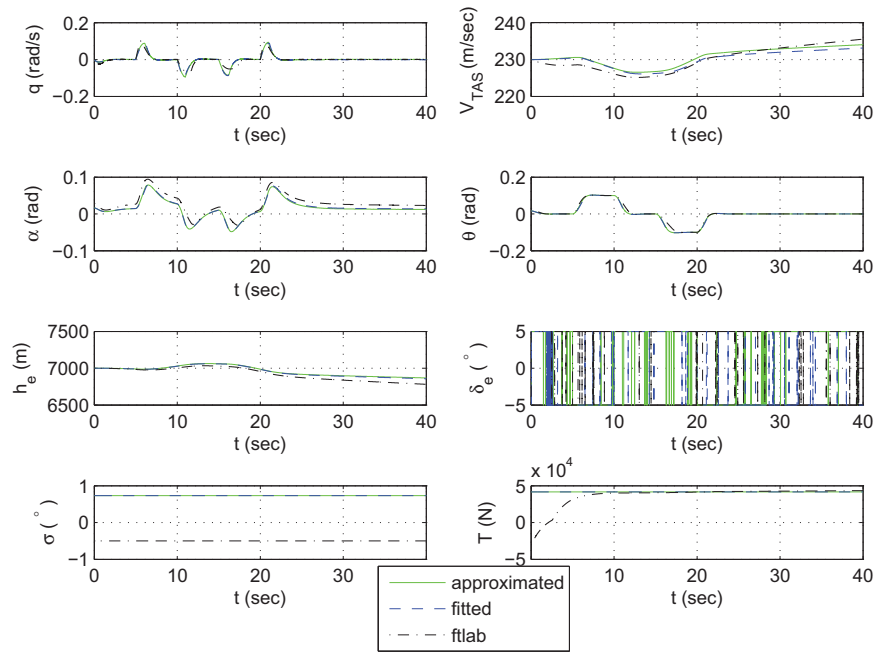 0.2
0
−0.2
q (rad/s)
0 10 20 30 40
t (sec)
240
230
220
V_TAS (m/sec)
0 10 20 30 40
t (sec)
0.1
0
−0.1
α (rad)
0 10 20 30 40
t (sec)
0.2
0
−0.2
θ (rad)
0 10 20 30 40
t (sec)
7500
7000
6500
h_e (m)
0 10 20 30 40
t (sec)
5
0
−5
δ_e ( °)
0 10 20 30 40
t (sec)
1
0
−1
σ ( °)
0 10 20 30 40
t (sec)
x 10^4
5
0
−5
T (N)
0 10 20 30 40
t (sec)
approximated
fitted
ftlab